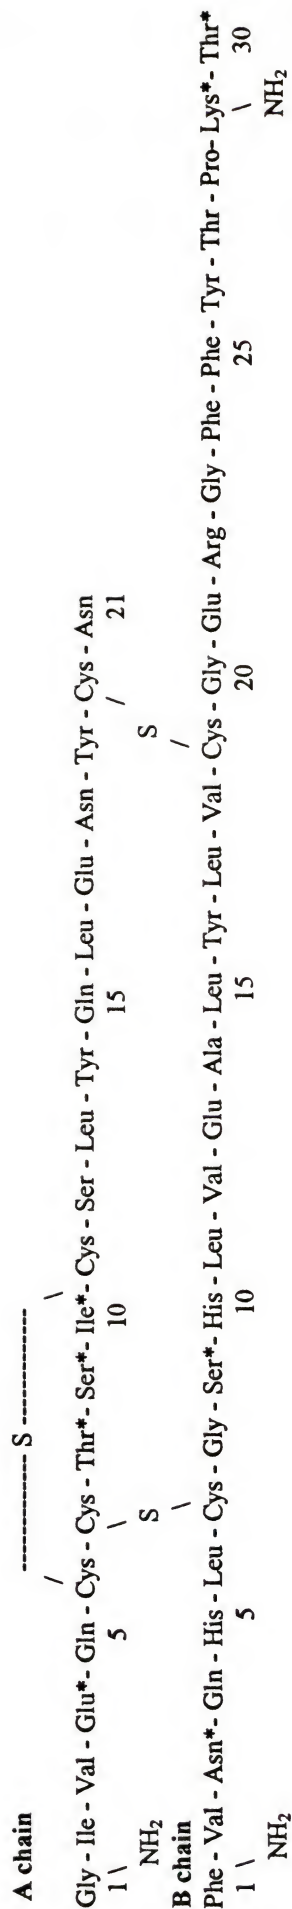 A chain
---------------- S ----------------
Gly - Ile - Val - Glu*- Gln - Cys - Cys - Thr*- Ser*- Ile*- Cys - Ser - Leu - Tyr - Gln - Leu - Glu - Asn - Tyr - Cys - Asn
1 \ 5 \ 10 15 21
NH2 S S
B chain
Phe - Val - Asn*- Gln - His - Leu - Cys - Gly - Ser*- His - Leu - Val - Glu - Ala - Leu - Tyr - Leu - Val - Cys - Gly - Glu - Arg - Gly - Phe - Phe - Tyr - Thr - Pro- Lys*- Thr*
1 \ 5 10 15 20 25 \ 30
NH2 NH2